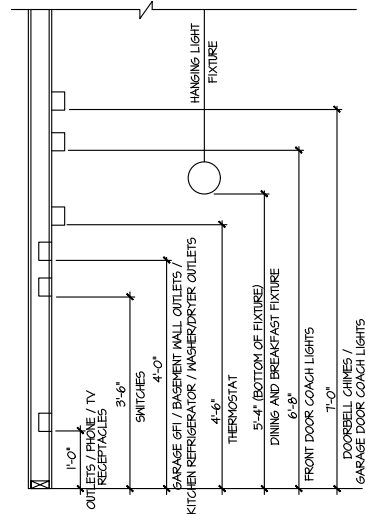 HANGING LIGHT
FIXTURE
1'-0"
OUTLETS / PHONE / TV
RECEPTACLES
3'-6"
SWITCHES
4'-0"
GARAGE GFI / BASEMENT WALL OUTLETS /
KITCHEN REFRIGERATOR / WASHER/DRYER OUTLETS
4'-6"
THERMOSTAT
5'-4" (BOTTOM OF FIXTURE)
DINING AND BREAKFAST FIXTURE
6'-8"
FRONT DOOR COACH LIGHTS
7'-0"
DOORBELL CHIMES /
GARAGE DOOR COACH LIGHTS